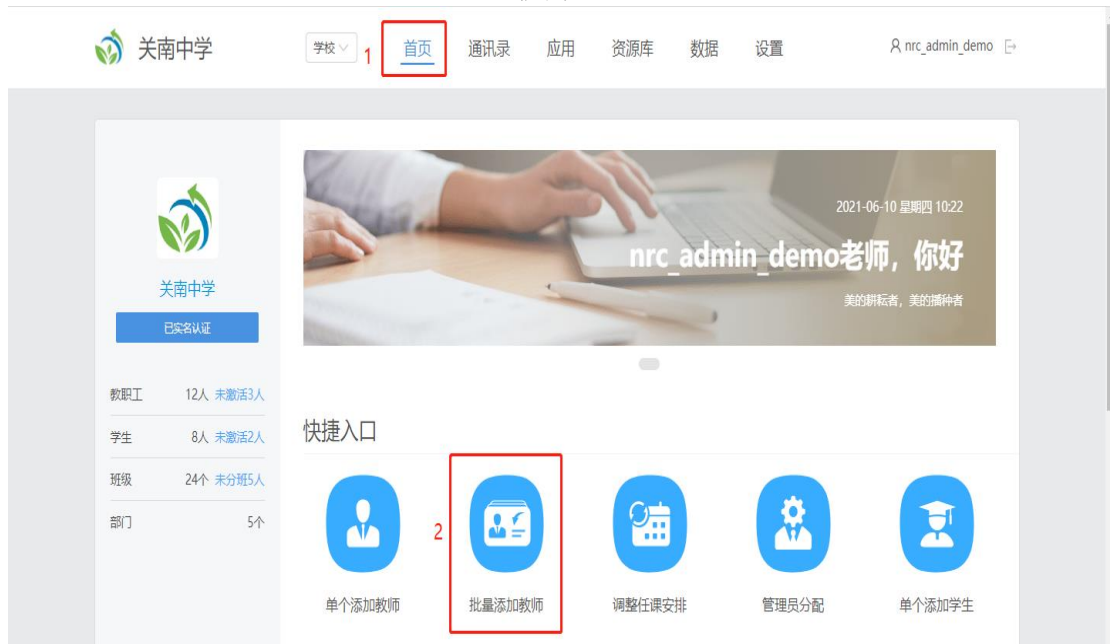 关南中学
学校
1
首页
通讯录
应用
资源库
数据
设置
nrc_admin_demo
2021-06-10 星期四 10:22
nrc_admin_demo老师，你好
美的耕耘者，美的播种者
关南中学
已实名认证
教职工 12人 未激活3人
学生 8人 未激活2人
班级 24个 未分班5人
部门 5个
快捷入口
2
单个添加教师
批量添加教师
调整任课安排
管理员分配
单个添加学生